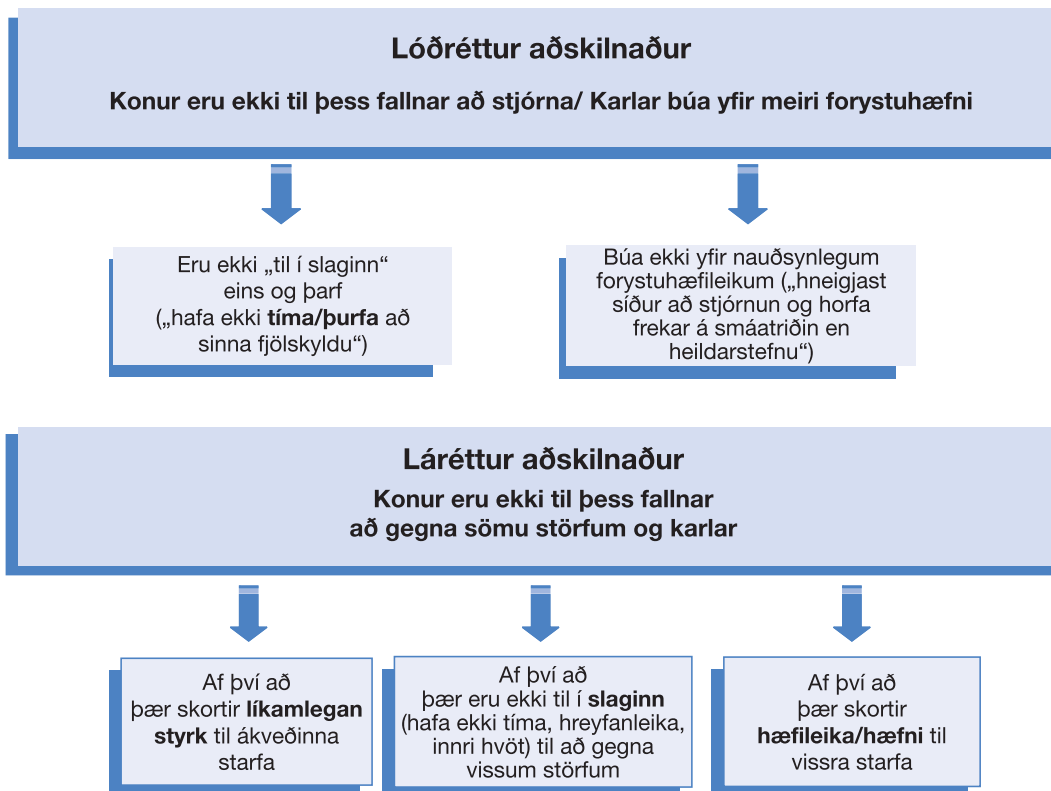 Lóðréttur aðskilnaður
Konur eru ekki til þess fallnar að stjórna/ Karlar búa yfir meiri forystuhæfni
Eru ekki „til í slaginn“
eins og þarf
(„hafa ekki tíma/þurfa að
sinna fjölskyldu“)
Búa ekki yfir nauðsynlegum
forystuhæfileikum („hneigjast
síður að stjórnun og horfa
frekar á smáatriðin en
heildarstefnu“)
Láréttur aðskilnaður
Konur eru ekki til þess fallnar
að gegna sömu störfum og karlar
Af því að
þær skortir líkamlegan
styrk til ákveðinna
starfa
Af því að
þær eru ekki til í slaginn
(hafa ekki tíma, hreyfanleika,
innri hvöt) til að gegna
vissum störfum
Af því að
þær skortir
hæfileika/hæfni til
vissra starfa